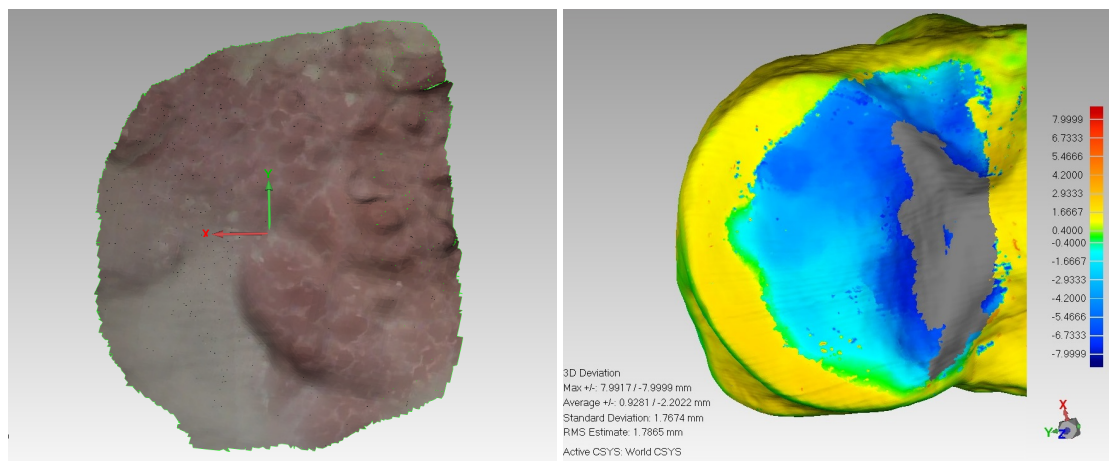 Y
X
7.9999
6.7333
5.4666
4.2000
2.9333
1.6667
0.4000
-0.4000
-1.6667
-2.9333
-4.2000
-5.4666
-6.7333
-7.9999
3D Deviation
Max +/-: 7.9917 / -7.9999 mm
Average +/-: 0.9281 / -2.2022 mm
Standard Deviation: 1.7674 mm
RMS Estimate: 1.7865 mm
Active CSYS: World CSYS
X
Y Z